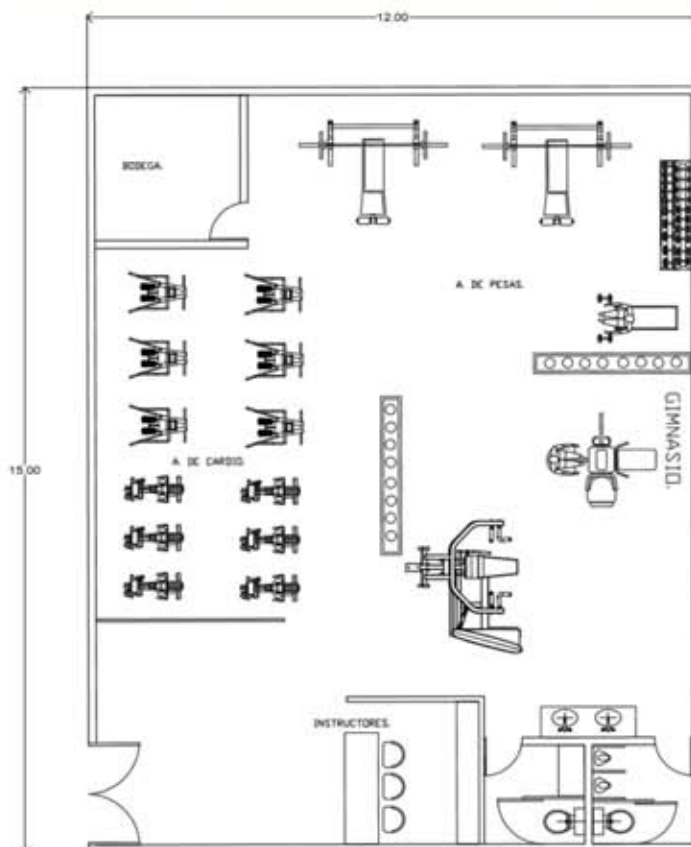 12.00
BODEGA.
A. DE PESAS.
GIMNASIO.
A. DE CARDIO.
15.00
INSTRUCTORES.